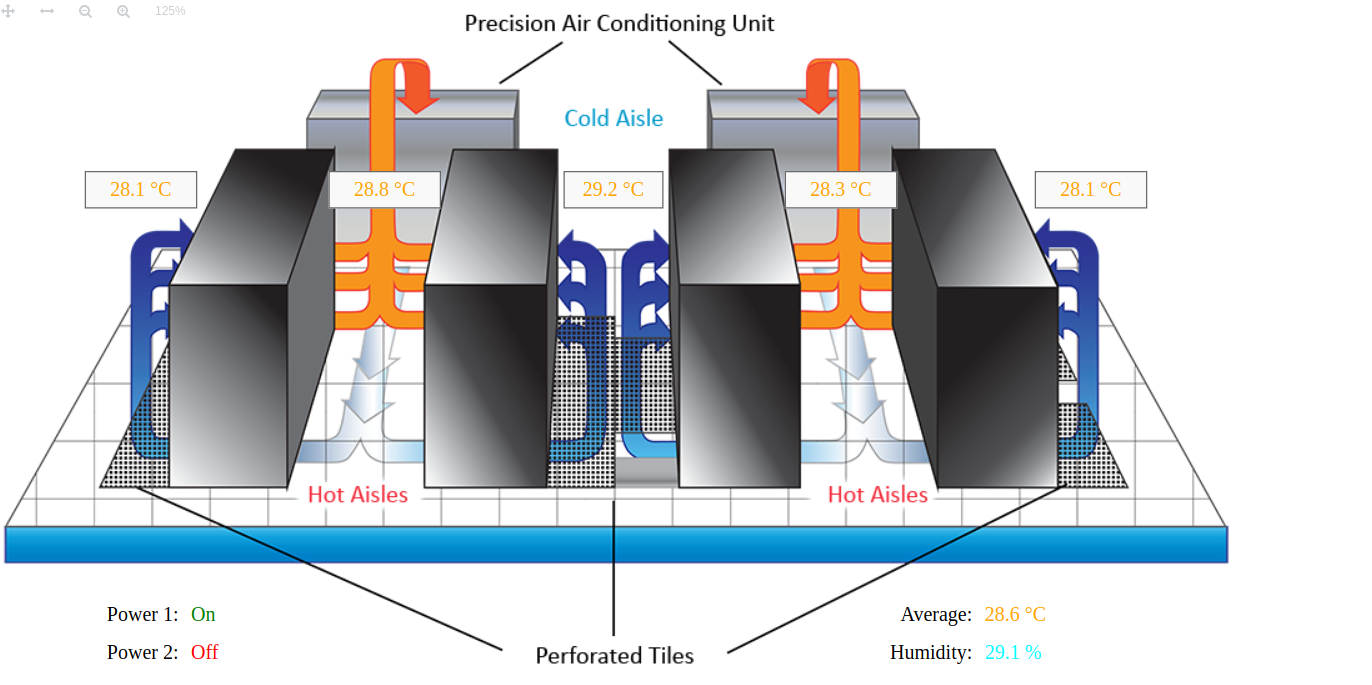 125%
Precision Air Conditioning Unit
Cold Aisle
28.1 °C
28.8 °C
29.2 °C
28.3 °C
28.1 °C
Hot Aisles
Hot Aisles
Power 1: On
Average: 28.6 °C
Power 2: Off
Perforated Tiles
Humidity: 29.1 %